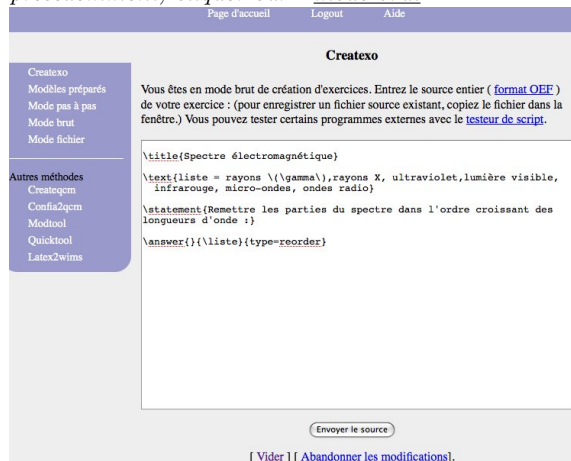 Page d'accueil Logout Aide
Createxo
Createxo
Modèles préparés
Mode pas à pas
Mode brut
Mode fichier
Autres méthodes
Createqcm
Confia2qcm
Modtool
Quicktool
Latex2wims
Vous êtes en mode brut de création d'exercices. Entrez le source entier ( format OEF )
de votre exercice : (pour enregistrer un fichier source existant, copiez le fichier dans la
fenêtre.) Vous pouvez tester certains programmes externes avec le testeur de script.
\title{Spectre électromagnétique}
\text{liste = rayons \(\gamma\),rayons X, ultraviolet,lumière visible,
infrarouge, micro-ondes, ondes radio}
\statement{Remettre les parties du spectre dans l'ordre croissant des
longueurs d'onde :}
\answer{}{\liste}{type=reorder}
Envoyer le source
[ Vider ] [ Abandonner les modifications].